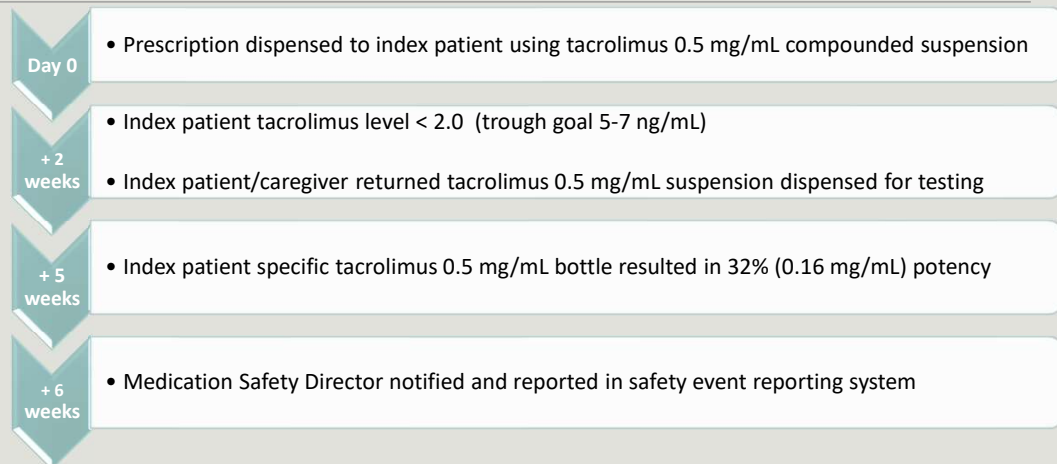 Day 0
• Prescription dispensed to index patient using tacrolimus 0.5 mg/mL compounded suspension
+ 2
weeks
• Index patient tacrolimus level < 2.0 (trough goal 5-7 ng/mL)
• Index patient/caregiver returned tacrolimus 0.5 mg/mL suspension dispensed for testing
+ 5
weeks
• Index patient specific tacrolimus 0.5 mg/mL bottle resulted in 32% (0.16 mg/mL) potency
+ 6
weeks
• Medication Safety Director notified and reported in safety event reporting system